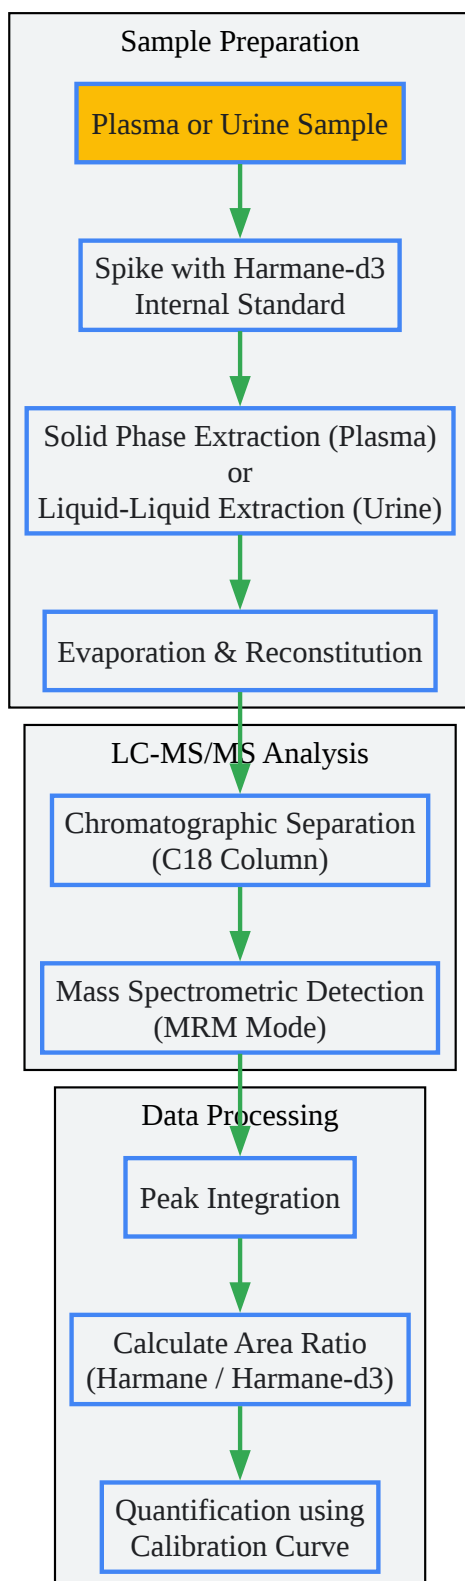 Sample Preparation
Plasma or Urine Sample
Spike with Harmane-d3
Internal Standard
Solid Phase Extraction (Plasma)
or
Liquid-Liquid Extraction (Urine)
Evaporation & Reconstitution
LC-MS/MS Analysis
Chromatographic Separation
(C18 Column)
Mass Spectrometric Detection
(MRM Mode)
Data Processing
Peak Integration
Calculate Area Ratio
(Harmane / Harmane-d3)
Quantification using
Calibration Curve